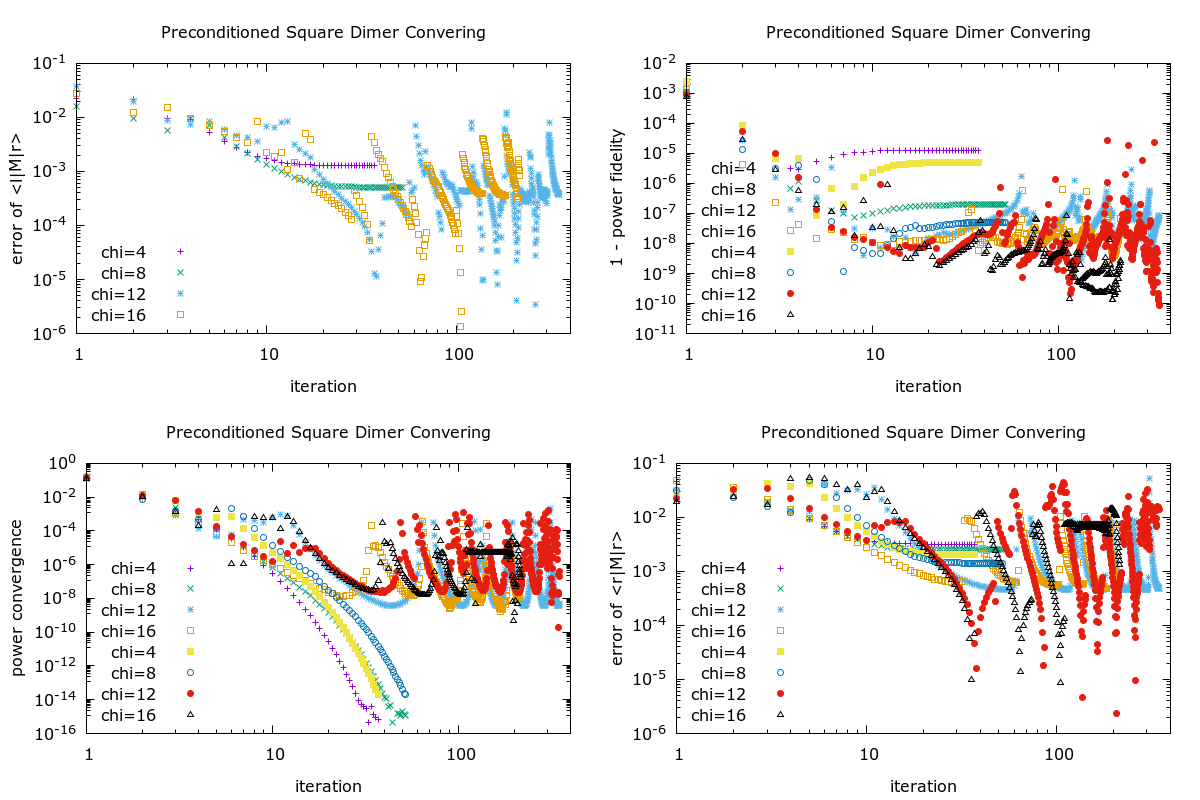 Preconditioned Square Dimer Convering
error of <l||M|r>
10^-1
10^-2
10^-3
10^-4
10^-5
10^-6
chi=4
chi=8
chi=12
chi=16
1
10
100
iteration
Preconditioned Square Dimer Convering
1 - power fidelity
10^-2
10^-3
10^-4
10^-5
10^-6
10^-7
10^-8
10^-9
10^-10
10^-11
chi=4
chi=8
chi=12
chi=16
chi=4
chi=8
chi=12
chi=16
1
10
100
iteration
Preconditioned Square Dimer Convering
power convergence
10^0
10^-2
10^-4
10^-6
10^-8
10^-10
10^-12
10^-14
10^-16
chi=4
chi=8
chi=12
chi=16
chi=4
chi=8
chi=12
chi=16
1
10
100
iteration
Preconditioned Square Dimer Convering
error of <r|M|r>
10^-1
10^-2
10^-3
10^-4
10^-5
10^-6
chi=4
chi=8
chi=12
chi=16
chi=4
chi=8
chi=12
chi=16
1
10
100
iteration